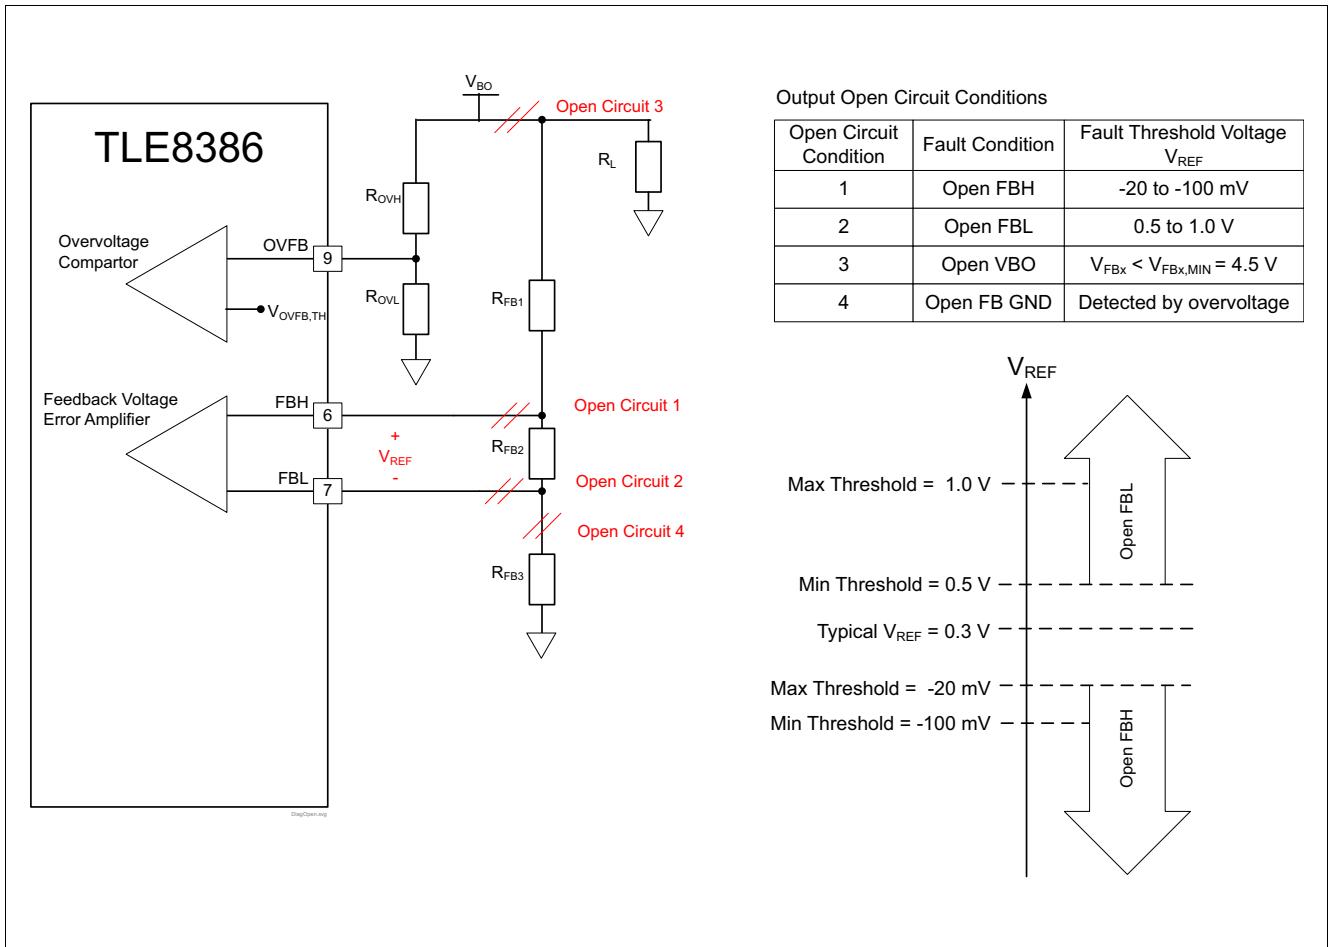 TLE8386
Overvoltage
Compartor
OVFB
9
VOVFB,TH
Feedback Voltage
Error Amplifier
FBH
6
FBL
7
+
VREF
-
VBO
ROVH
ROVL
RFB1
RFB2
RFB3
RL
Open Circuit 3
Open Circuit 1
Open Circuit 2
Open Circuit 4
DiagOpen.svg
Output Open Circuit Conditions
Open Circuit Condition | Fault Condition | Fault Threshold Voltage VREF
1 | Open FBH | -20 to -100 mV
2 | Open FBL | 0.5 to 1.0 V
3 | Open VBO | VFBx < VFBx,MIN = 4.5 V
4 | Open FB GND | Detected by overvoltage
VREF
Max Threshold = 1.0 V
Min Threshold = 0.5 V
Typical VREF = 0.3 V
Max Threshold = -20 mV
Min Threshold = -100 mV
Open FBL
Open FBH